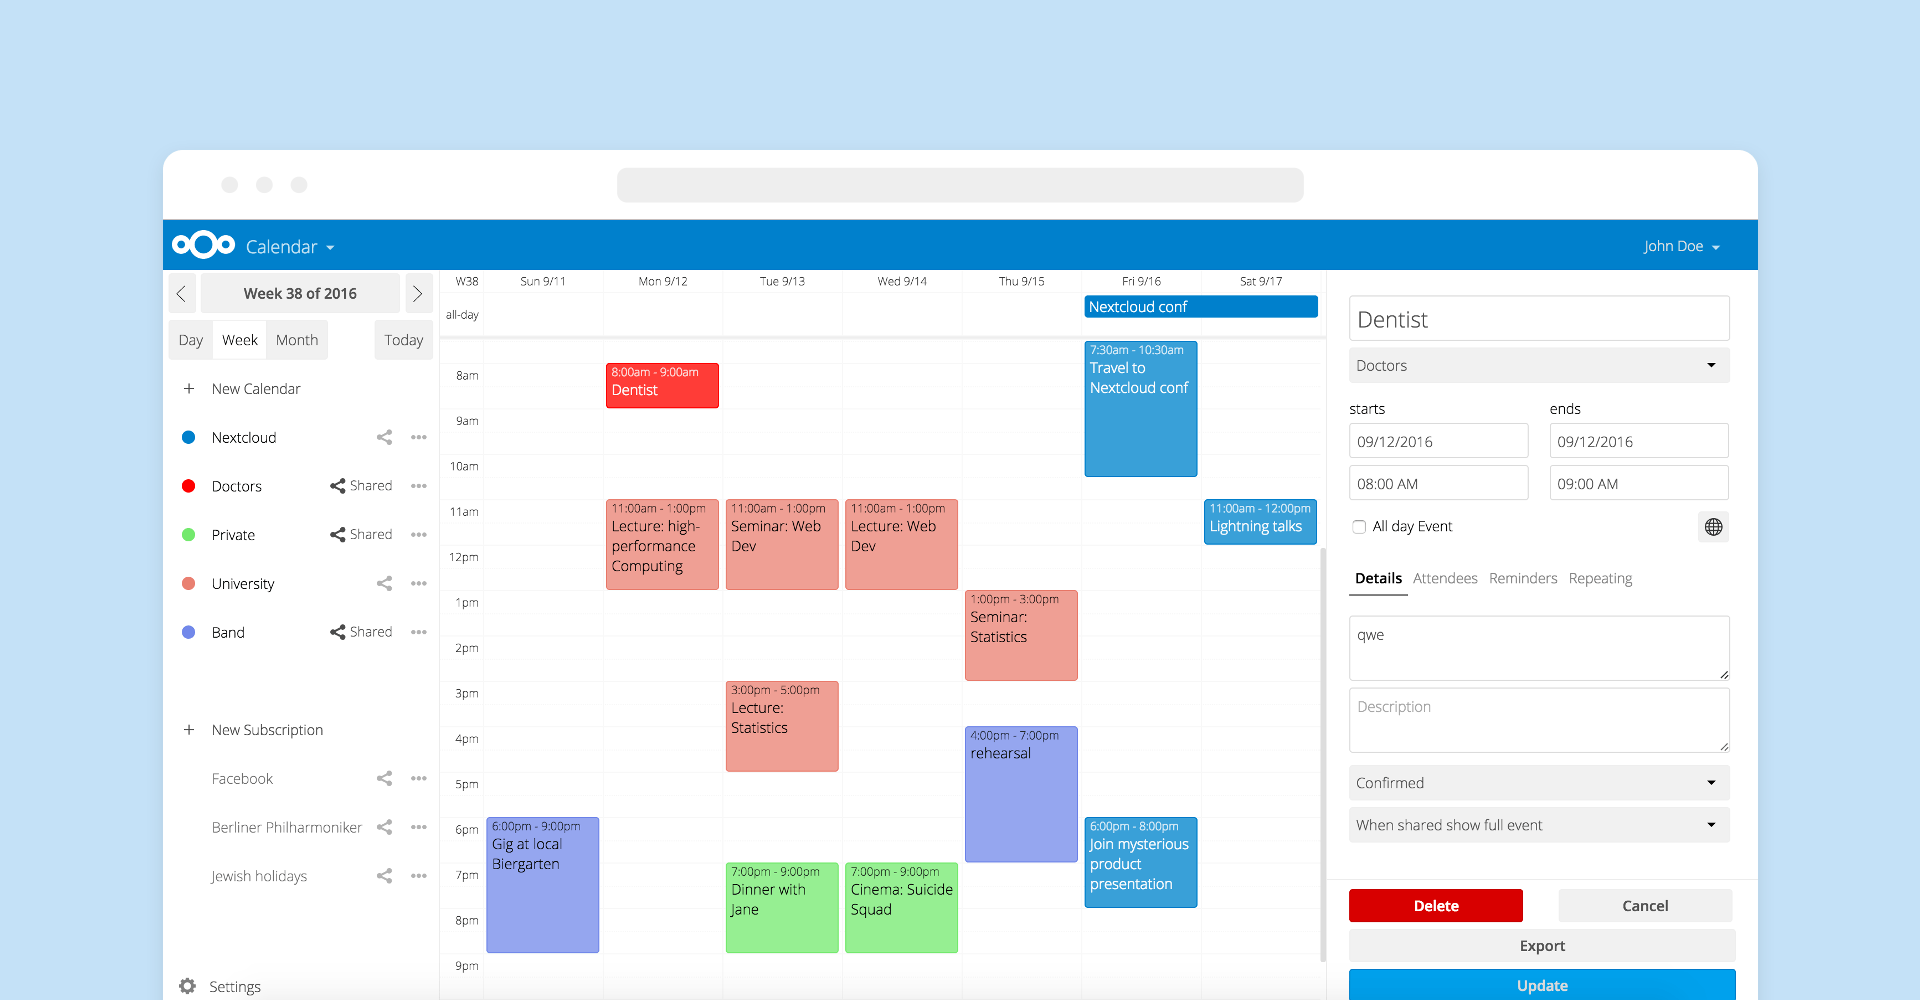 Calendar
John Doe
Week 38 of 2016
Day Week Month Today
+ New Calendar
Nextcloud
Doctors Shared
Private Shared
University
Band Shared
+ New Subscription
Facebook
Berliner Philharmoniker
Jewish holidays
Settings
W38 Sun 9/11 Mon 9/12 Tue 9/13 Wed 9/14 Thu 9/15 Fri 9/16 Sat 9/17
all-day
Nextcloud conf
8am
9am
10am
11am
12pm
1pm
2pm
3pm
4pm
5pm
6pm
7pm
8pm
9pm
6:00pm - 9:00pm
Gig at local
Biergarten
8:00am - 9:00am
Dentist
11:00am - 1:00pm
Lecture: high-
performance
Computing
11:00am - 1:00pm
Seminar: Web
Dev
3:00pm - 5:00pm
Lecture:
Statistics
7:00pm - 9:00pm
Dinner with
Jane
11:00am - 1:00pm
Lecture: Web
Dev
7:00pm - 9:00pm
Cinema: Suicide
Squad
1:00pm - 3:00pm
Seminar:
Statistics
4:00pm - 7:00pm
rehearsal
7:30am - 10:30am
Travel to
Nextcloud conf
6:00pm - 8:00pm
Join mysterious
product
presentation
11:00am - 12:00pm
Lightning talks
Dentist
Doctors
starts ends
09/12/2016 09/12/2016
08:00 AM 09:00 AM
All day Event
Details Attendees Reminders Repeating
qwe
Description
Confirmed
When shared show full event
Delete Cancel
Export
Update